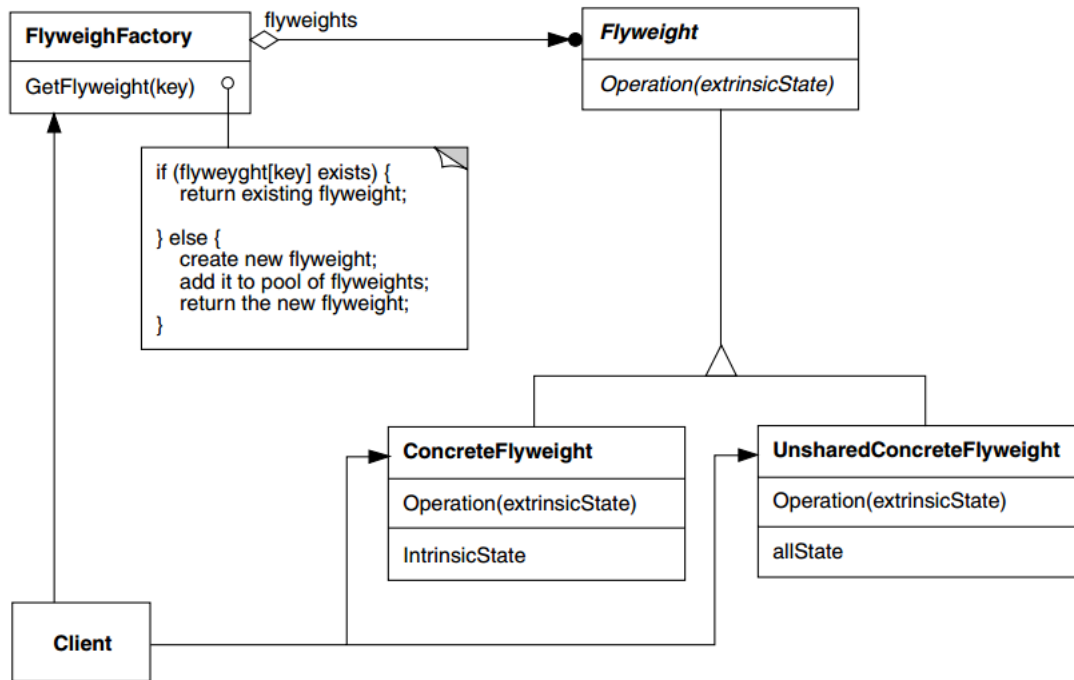 flyweights
FlyweighFactory
GetFlyweight(key)
Flyweight
Operation(extrinsicState)
if (flyweyght[key] exists) {
return existing flyweight;
} else {
create new flyweight;
add it to pool of flyweights;
return the new flyweight;
}
ConcreteFlyweight
Operation(extrinsicState)
IntrinsicState
UnsharedConcreteFlyweight
Operation(extrinsicState)
allState
Client